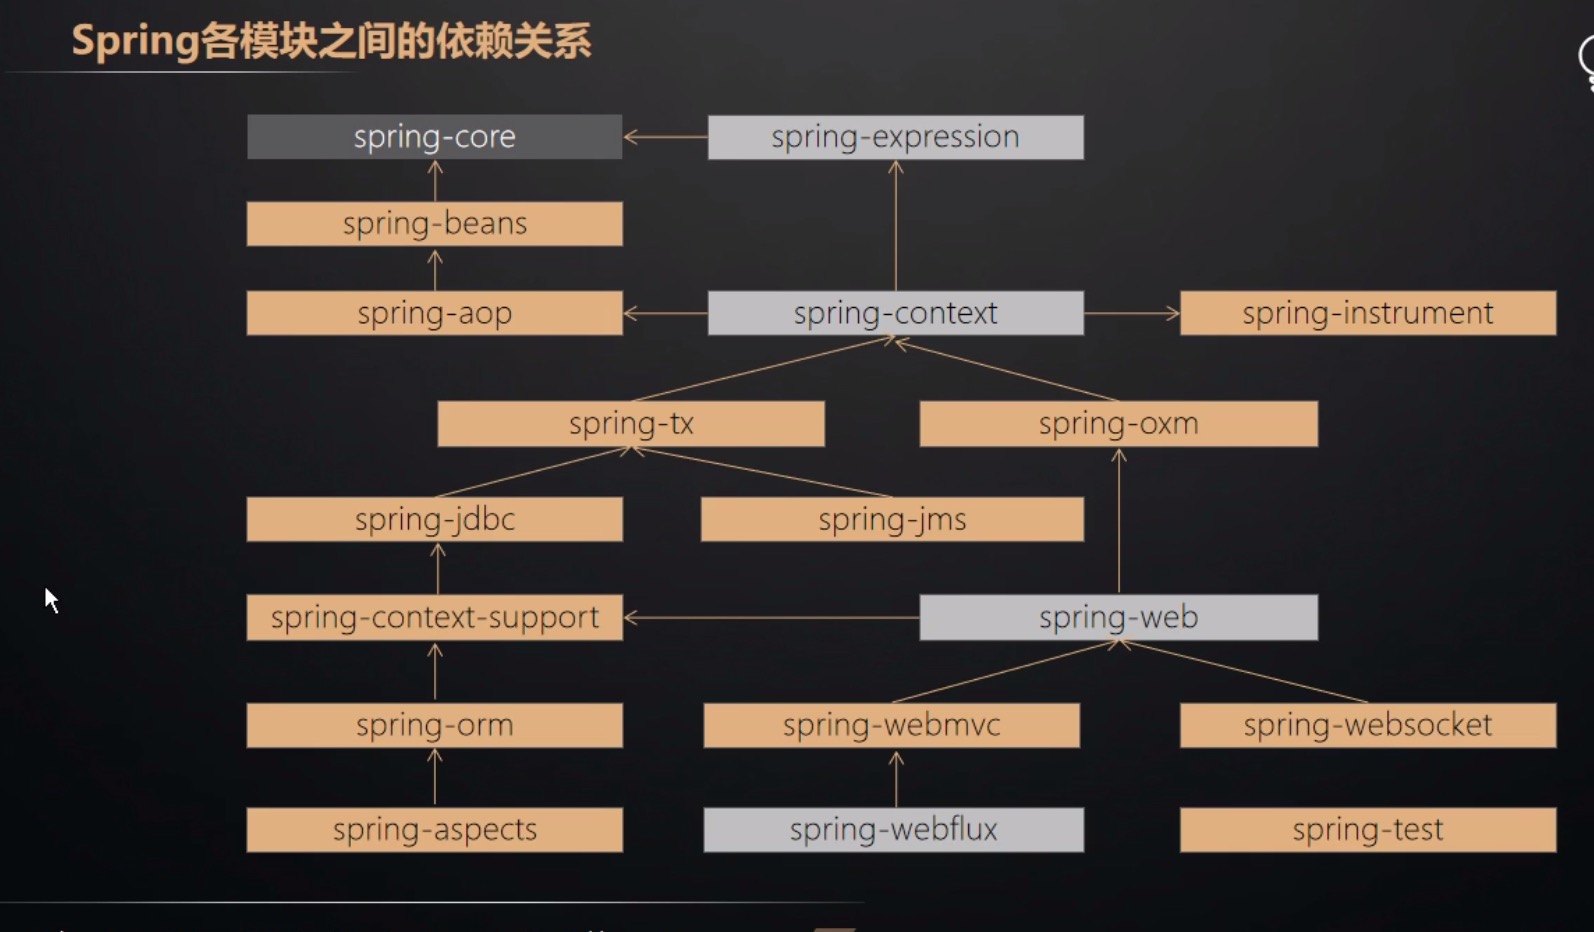 Spring各模块之间的依赖关系
spring-core
spring-expression
spring-beans
spring-aop
spring-context
spring-instrument
spring-tx
spring-oxm
spring-jdbc
spring-jms
spring-context-support
spring-web
spring-orm
spring-webmvc
spring-websocket
spring-aspects
spring-webflux
spring-test